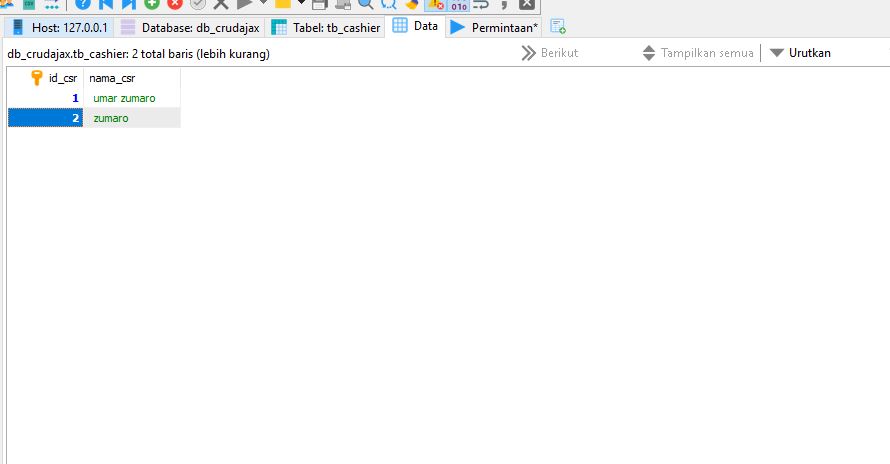 Host: 127.0.0.1 Database: db_crudajax Tabel: tb_cashier Data Permintaan*
db_crudajax.tb_cashier: 2 total baris (lebih kurang) Berikut Tampilkan semua Urutkan
id_csr nama_csr
1 umar zumaro
2 zumaro